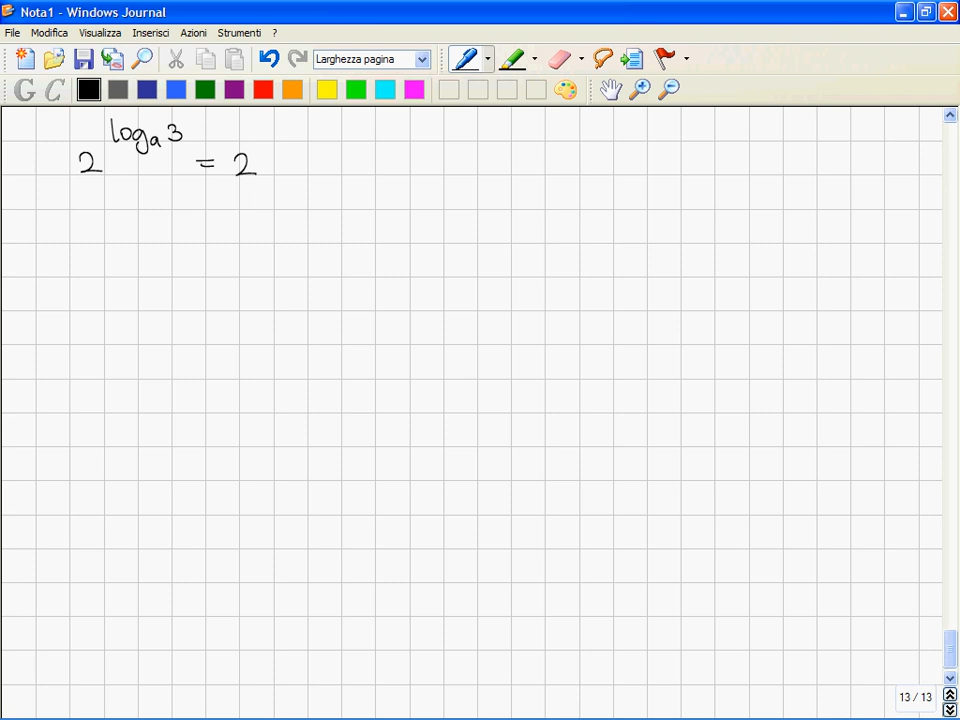 Nota1 - Windows Journal
File Modifica Visualizza Inserisci Azioni Strumenti ?
Larghezza pagina
G C
2^{log_a 3} = 2
13 / 13